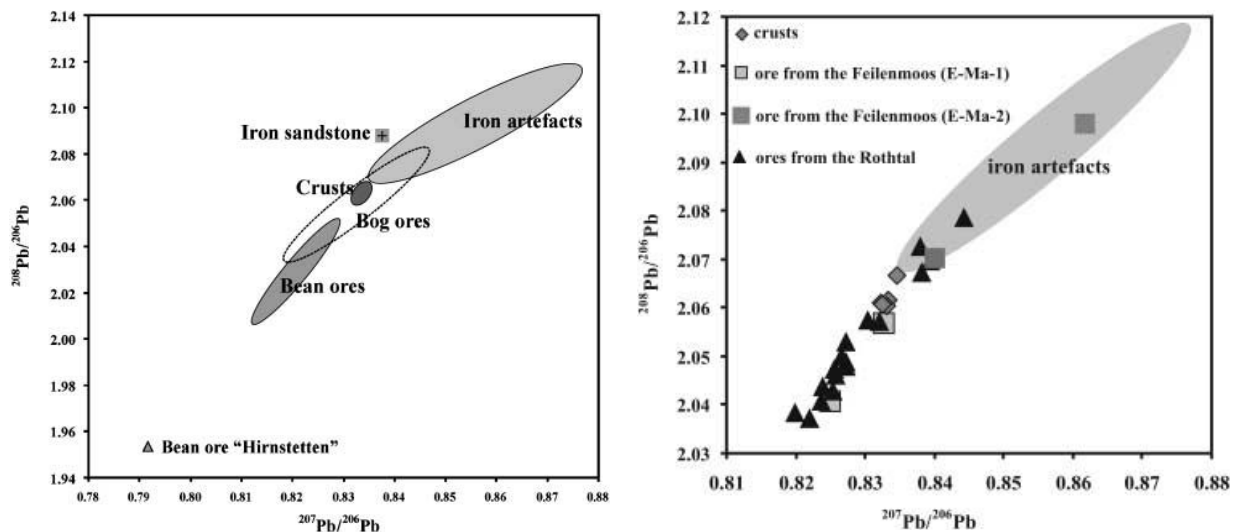 2.14
2.12
2.10
2.08
2.06
2.04
2.02
2.00
1.98
1.96
1.94
²⁰⁸Pb/²⁰⁶Pb
Iron artefacts
Iron sandstone
Crusts
Bog ores
Bean ores
Bean ore “Hirnstetten”
0.78 0.79 0.80 0.81 0.82 0.83 0.84 0.85 0.86 0.87 0.88
²⁰⁷Pb/²⁰⁶Pb
2.12
2.11
2.10
2.09
2.08
2.07
2.06
2.05
2.04
2.03
²⁰⁸Pb/²⁰⁶Pb
crusts
ore from the Feilenmoos (E-Ma-1)
ore from the Feilenmoos (E-Ma-2)
ores from the Rothtal
iron artefacts
0.81 0.82 0.83 0.84 0.85 0.86 0.87 0.88
²⁰⁷Pb/²⁰⁶Pb